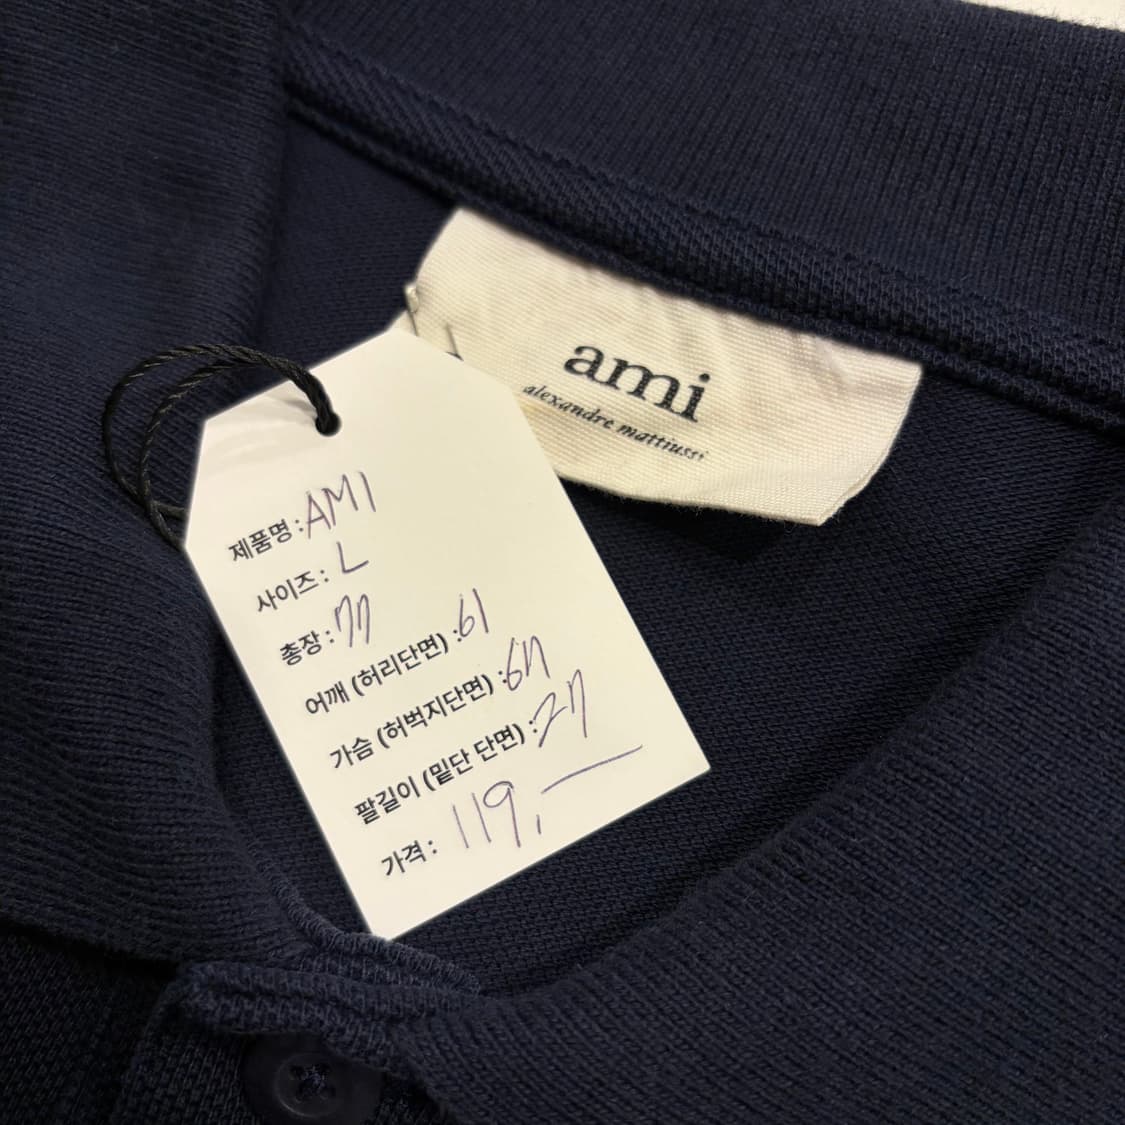 ami
alexandre mattiussi
제품명 : AMI
사이즈 : L
총장 : 77
어깨 (허리단면) : 61
가슴 (허벅지단면) : 67
팔길이 (밑단 단면) : 27
가격 : 119,—